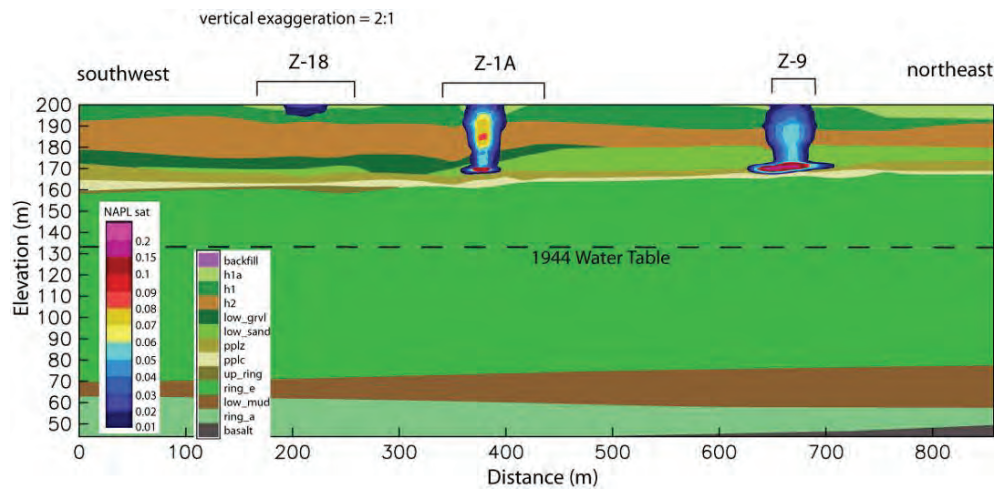 vertical exaggeration = 2:1
southwest
Z-18
Z-1A
Z-9
northeast
200
190
180
170
160
150
140
130
120
110
100
90
80
70
60
50
Elevation (m)
NAPL sat
0.2
0.15
0.1
0.09
0.08
0.07
0.06
0.05
0.04
0.03
0.02
0.01
backfill
h1a
h1
h2
low_grvl
low_sand
pplz
pplc
up_ring
ring_e
low_mud
ring_a
basalt
1944 Water Table
0 100 200 300 400 500 600 700 800
Distance (m)